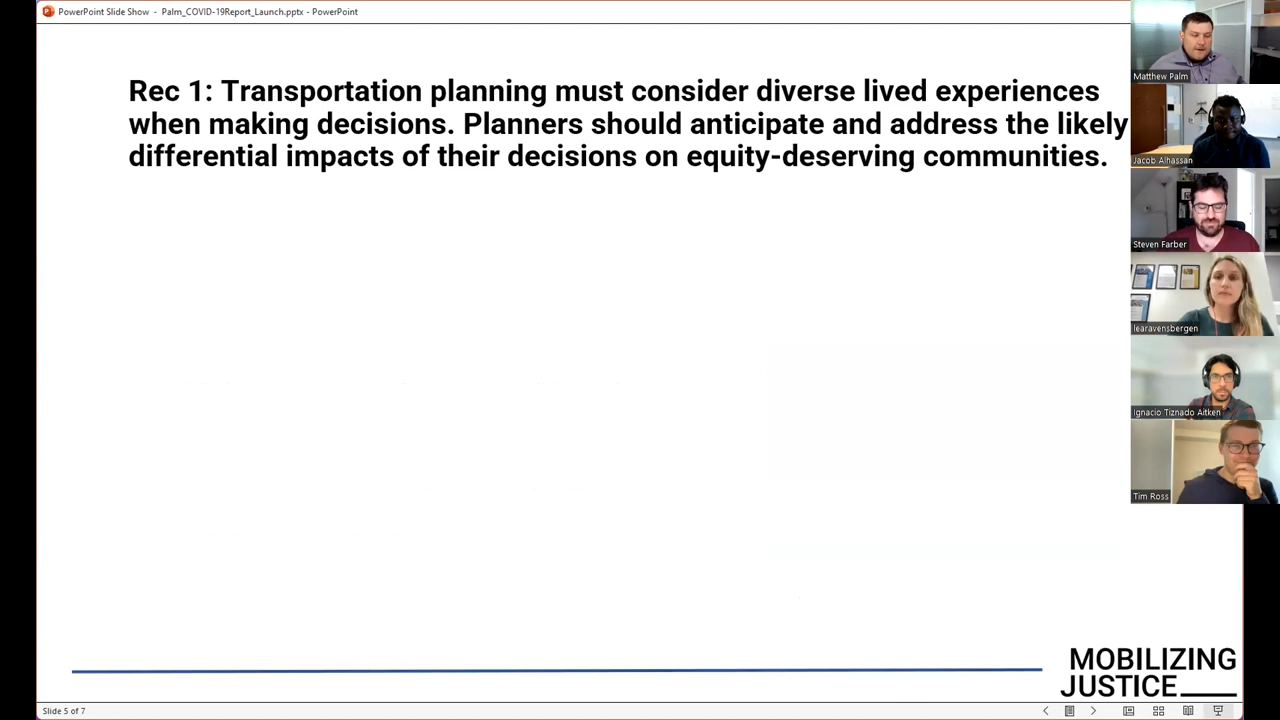 PowerPoint Slide Show - Palm_COVID-19Report_Launch.pptx - PowerPoint
Rec 1: Transportation planning must consider diverse lived experiences
when making decisions. Planners should anticipate and address the likely
differential impacts of their decisions on equity-deserving communities.
Matthew Palm
Jacob Alhassan
Steven Farber
learavensbergen
Ignacio Tiznado Aitken
Tim Ross
MOBILIZING
JUSTICE
Slide 5 of 7